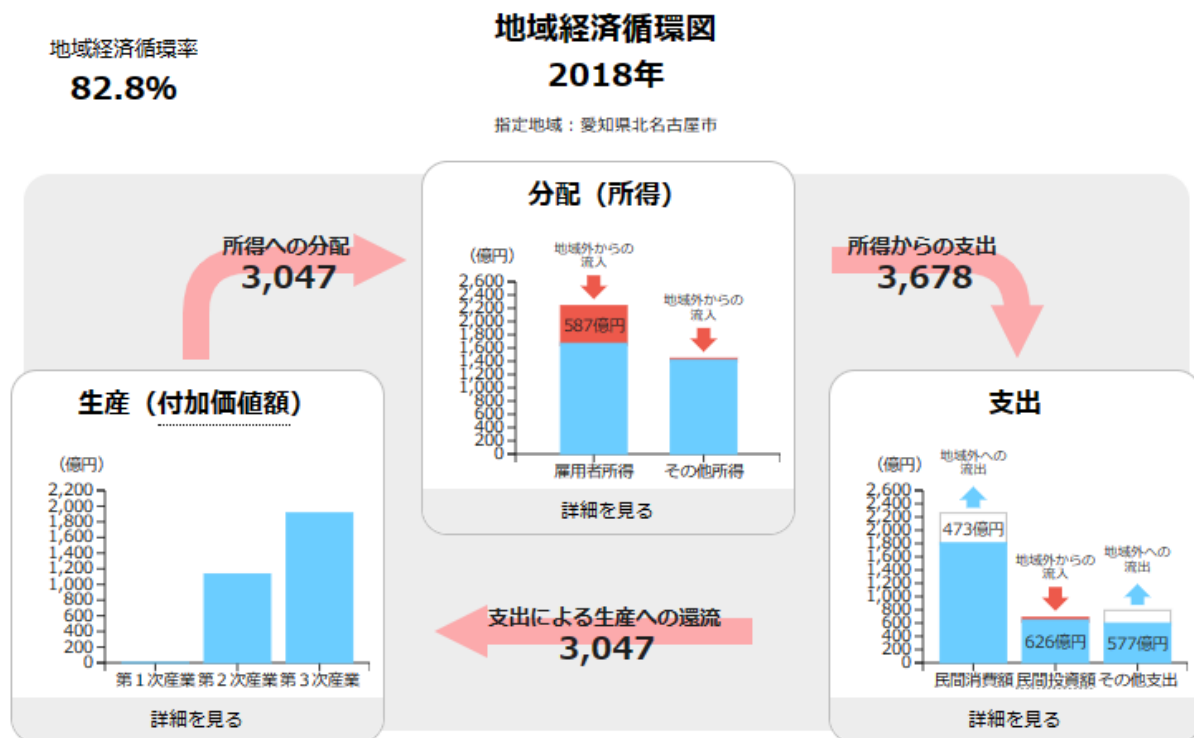 地域経済循環率
82.8%
地域経済循環図
2018年
指定地域：愛知県北名古屋市
所得への分配
3,047
分配（所得）
（億円）
地域外からの
流入
地域外からの
流入
2,600
2,400
2,200
2,000
1,800
1,600
1,400
1,200
1,000
800
600
400
200
0
587億円
雇用者所得
その他所得
詳細を見る
所得からの支出
3,678
生産（付加価値額）
（億円）
2,200
2,000
1,800
1,600
1,400
1,200
1,000
800
600
400
200
0
第１次産業
第２次産業
第３次産業
詳細を見る
支出による生産への還流
3,047
支出
（億円）
地域外への
流出
地域外からの
流入
地域外への
流出
2,600
2,400
2,200
2,000
1,800
1,600
1,400
1,200
1,000
800
600
400
200
0
473億円
626億円
577億円
民間消費額
民間投資額
その他支出
詳細を見る